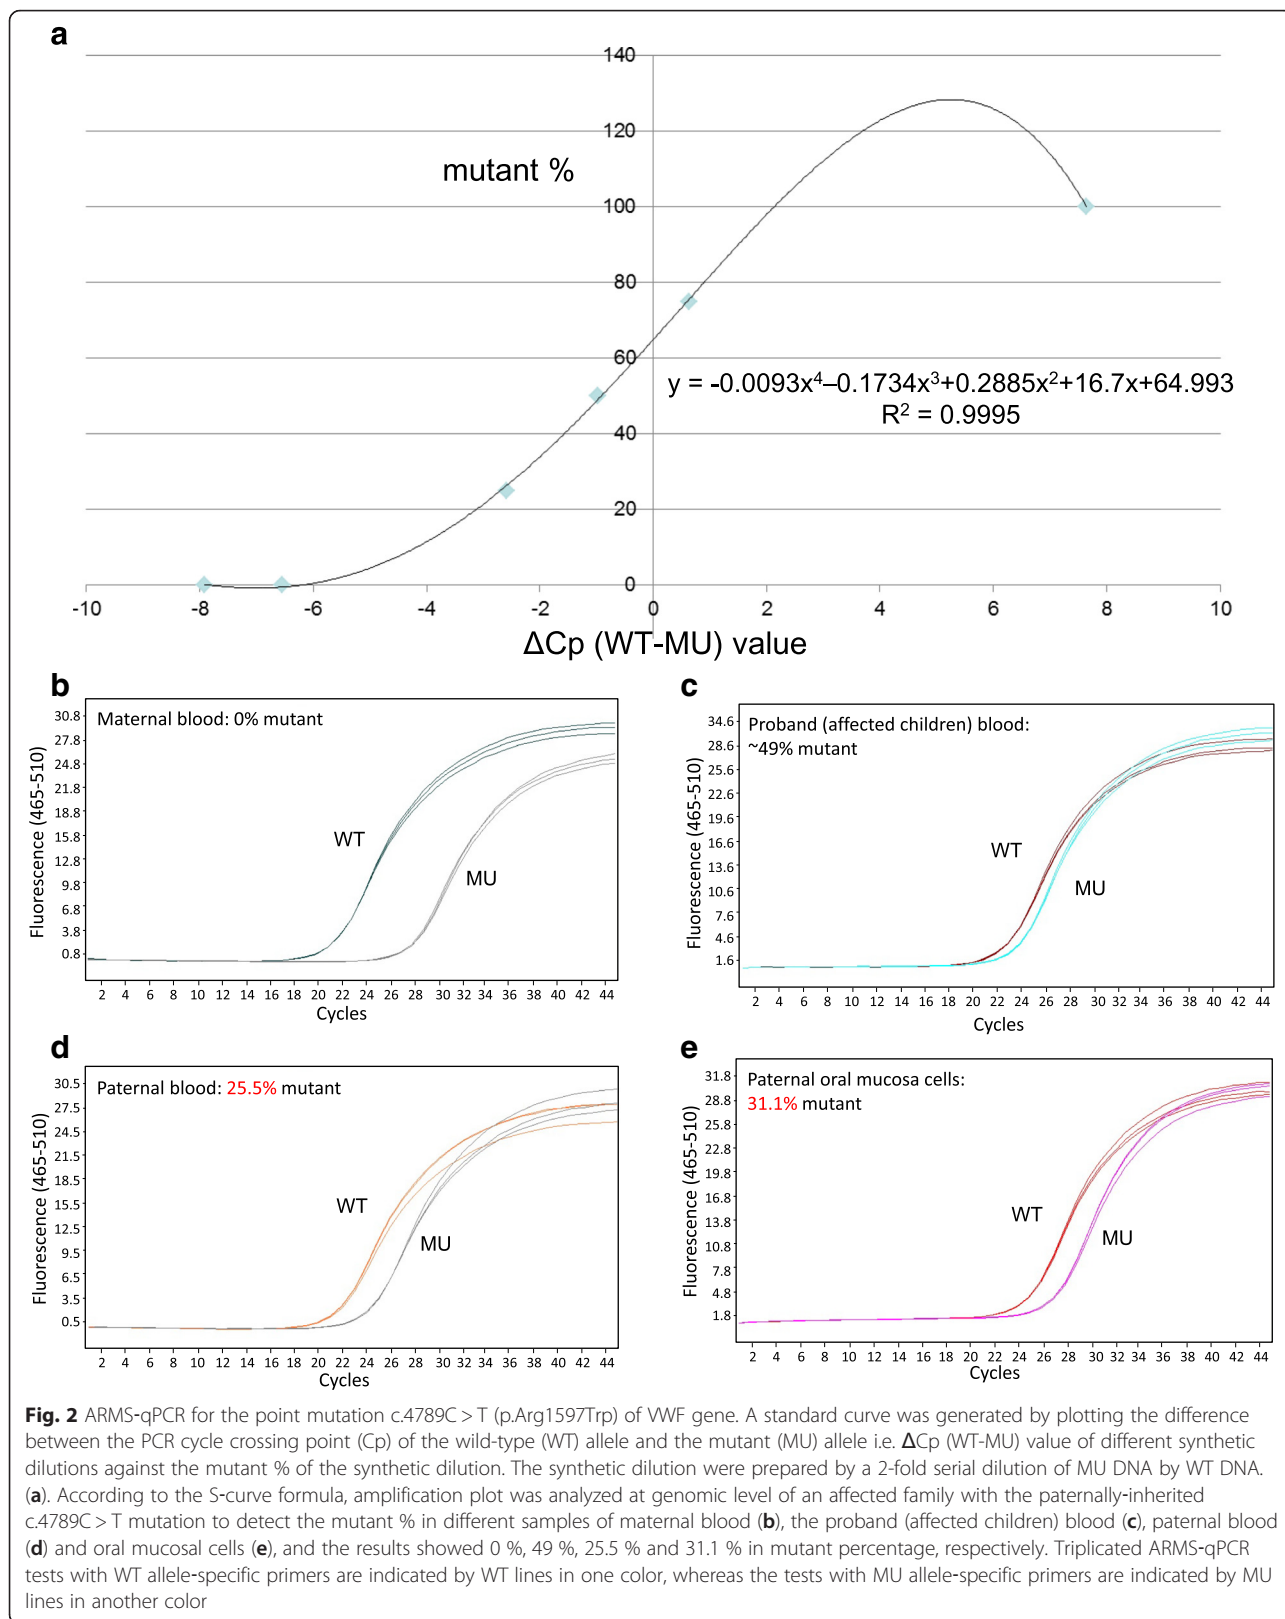 a
140
120
mutant %
100
80
60
y = -0.0093x⁴–0.1734x³+0.2885x²+16.7x+64.993
R² = 0.9995
40
20
0
-10 -8 -6 -4 -2 0 2 4 6 8 10
ΔCp (WT-MU) value
b
Maternal blood: 0% mutant
Fluorescence (465-510)
30.8
27.8
24.8
21.8
18.8
15.8
12.8
9.8
6.8
3.8
0.8
WT
MU
2 4 6 8 10 12 14 16 18 20 22 24 26 28 30 32 34 36 38 40 42 44
Cycles
c
Proband (affected children) blood:
~49% mutant
Fluorescence (465-510)
34.6
28.6
25.6
22.6
19.6
16.6
13.6
10.6
7.6
4.6
1.6
WT
MU
2 4 6 8 10 12 14 16 18 20 22 24 26 28 30 32 34 36 38 40 42 44
Cycles
d
Paternal blood: 25.5% mutant
Fluorescence (465-510)
30.5
27.5
24.5
21.5
18.5
15.5
12.5
9.5
6.5
3.5
0.5
WT
MU
2 4 6 8 10 12 14 16 18 20 22 24 26 28 30 32 34 36 38 40 42 44
Cycles
e
Paternal oral mucosa cells:
31.1% mutant
Fluorescence (465-510)
31.8
28.8
25.8
22.8
19.8
16.8
13.8
10.8
7.8
4.8
1.8
WT
MU
2 4 6 8 10 12 14 16 18 20 22 24 26 28 30 32 34 36 38 40 42 44
Cycles
Fig. 2 ARMS-qPCR for the point mutation c.4789C > T (p.Arg1597Trp) of VWF gene. A standard curve was generated by plotting the difference
between the PCR cycle crossing point (Cp) of the wild-type (WT) allele and the mutant (MU) allele i.e. ΔCp (WT-MU) value of different synthetic
dilutions against the mutant % of the synthetic dilution. The synthetic dilution were prepared by a 2-fold serial dilution of MU DNA by WT DNA.
(a). According to the S-curve formula, amplification plot was analyzed at genomic level of an affected family with the paternally-inherited
c.4789C > T mutation to detect the mutant % in different samples of maternal blood (b), the proband (affected children) blood (c), paternal blood
(d) and oral mucosal cells (e), and the results showed 0 %, 49 %, 25.5 % and 31.1 % in mutant percentage, respectively. Triplicated ARMS-qPCR
tests with WT allele-specific primers are indicated by WT lines in one color, whereas the tests with MU allele-specific primers are indicated by MU
lines in another color